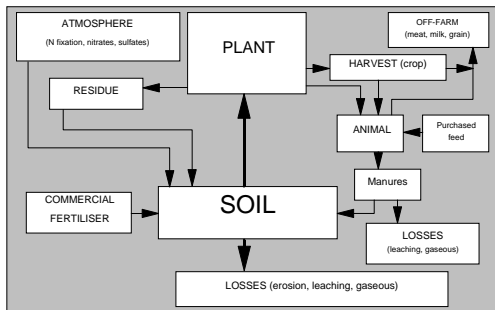 ATMOSPHERE
(N fixation, nitrates, sulfates)
PLANT
OFF-FARM
(meat, milk, grain)
HARVEST (crop)
RESIDUE
ANIMAL
Purchased
feed
Manures
COMMERCIAL
FERTILISER
SOIL
LOSSES
(leaching, gaseous)
LOSSES (erosion, leaching, gaseous)